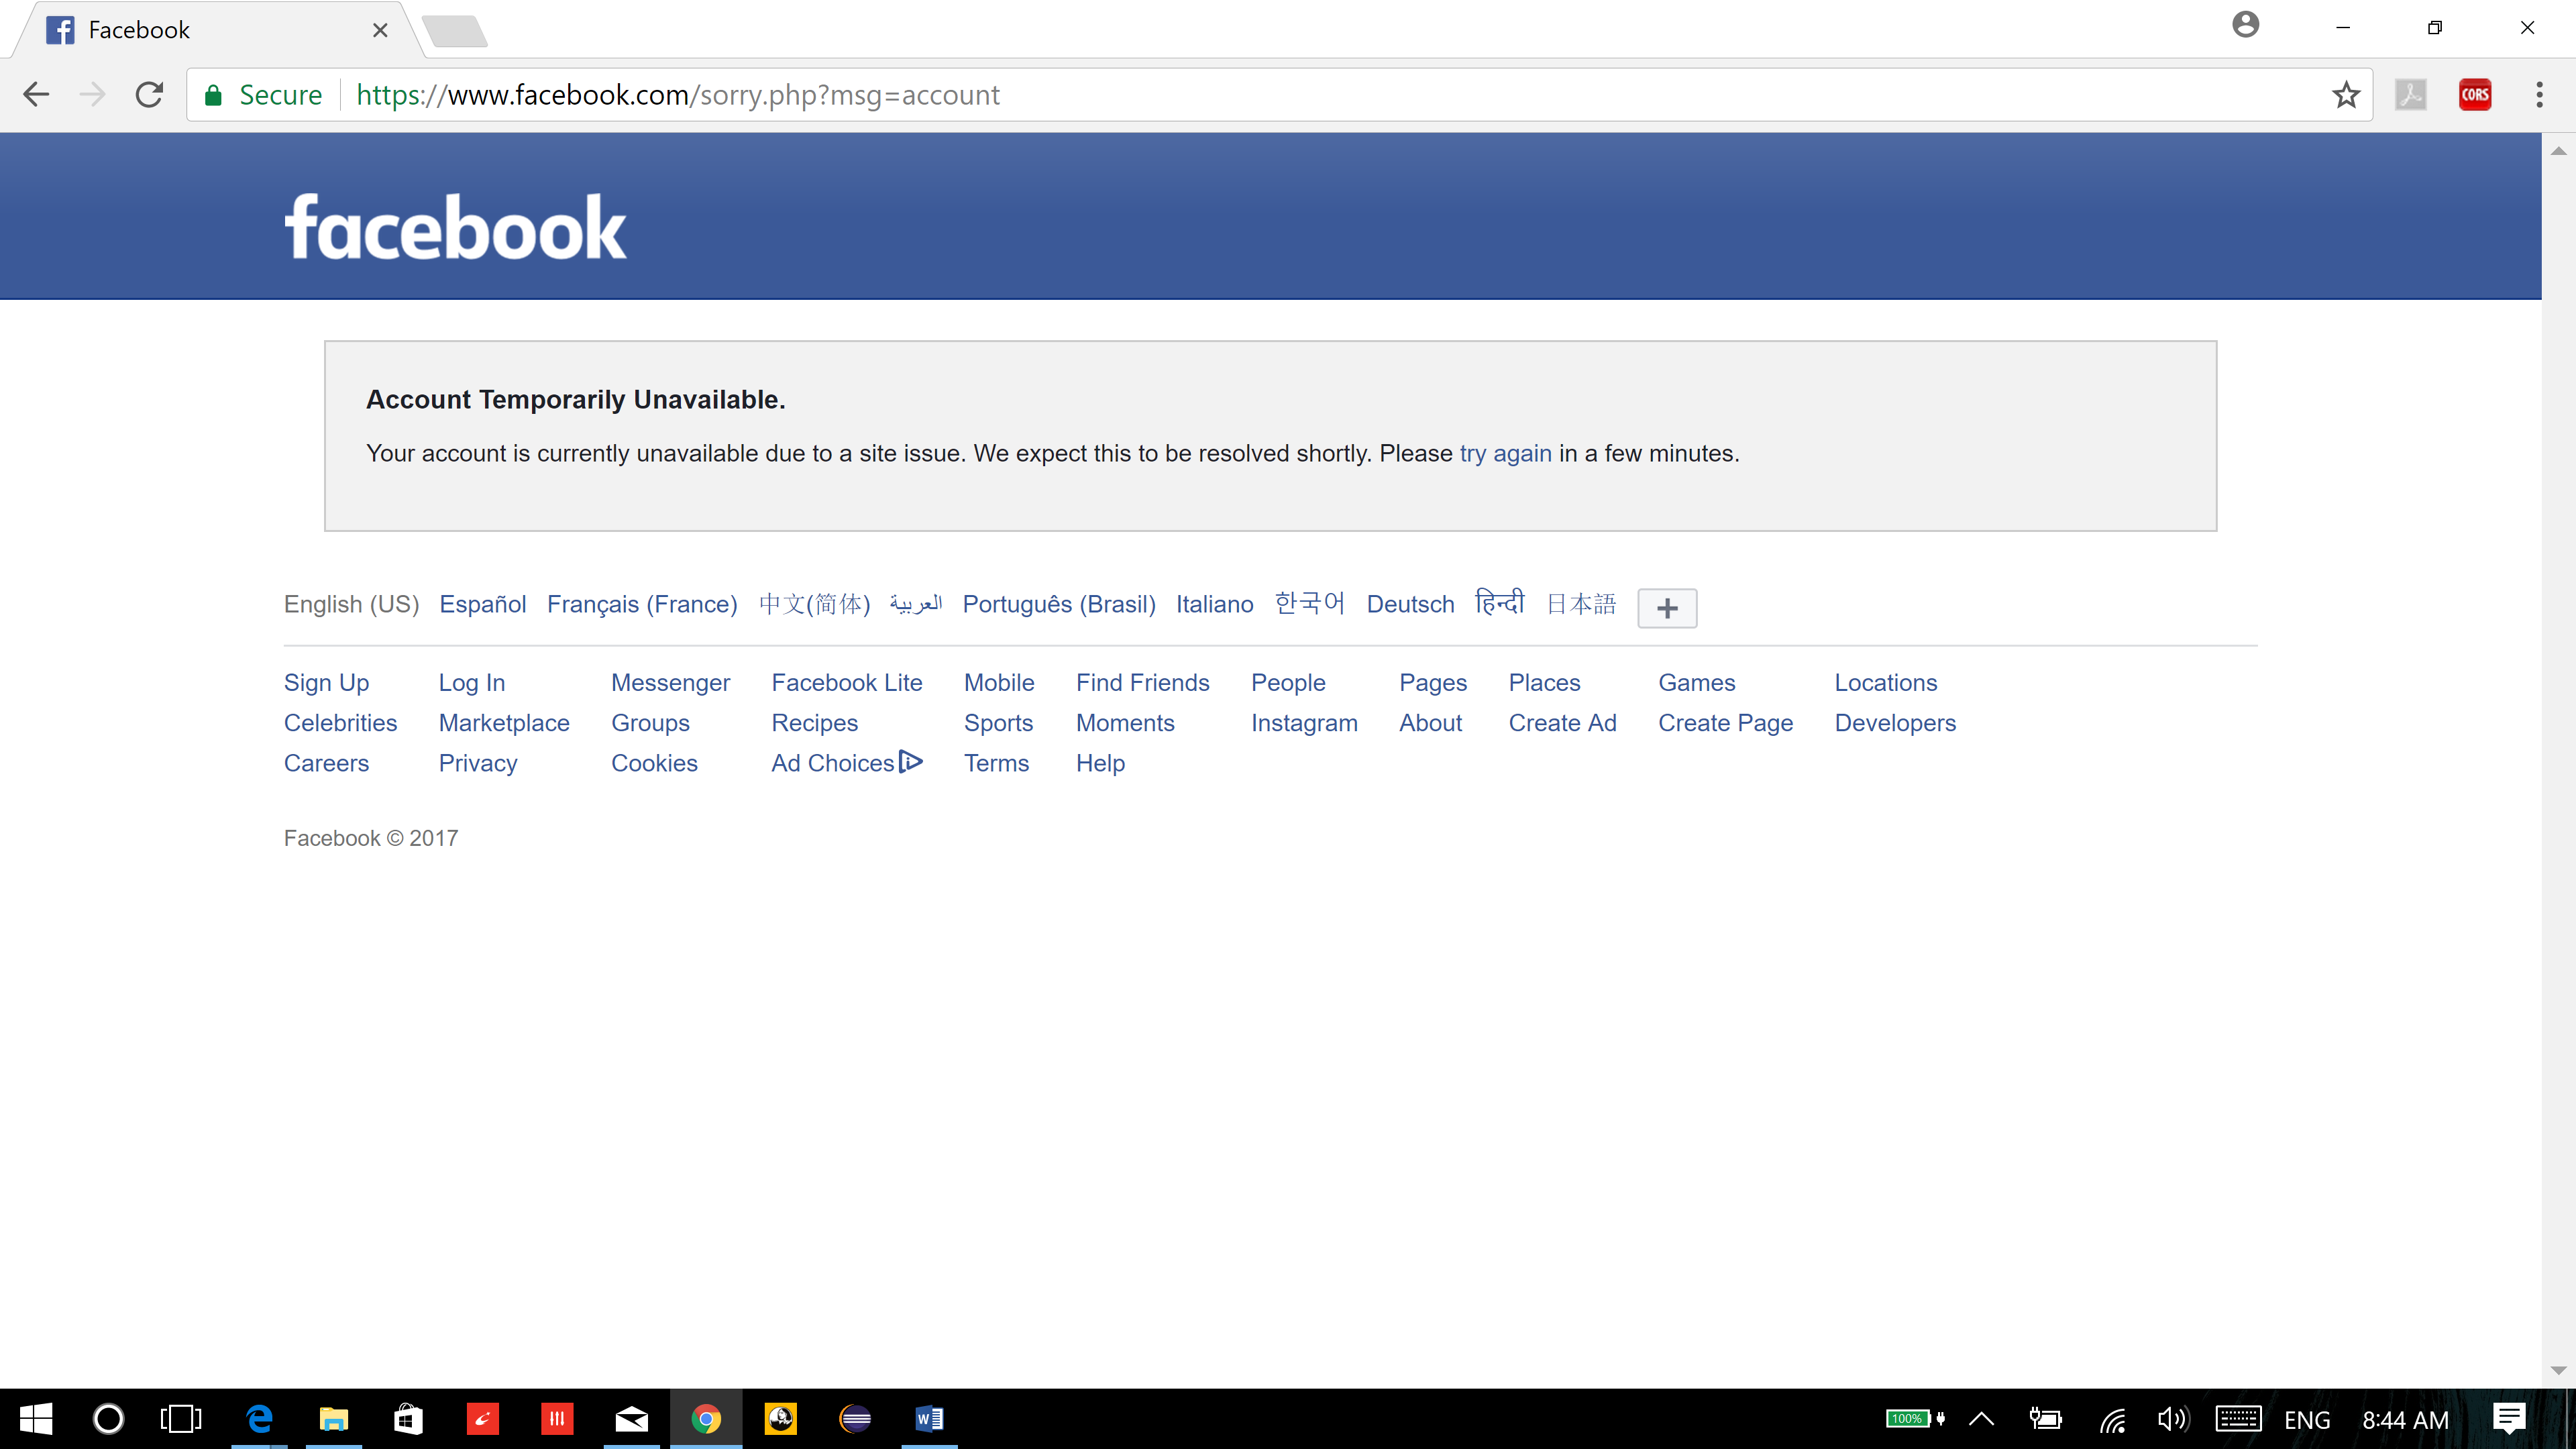 Facebook
Secure https://www.facebook.com/sorry.php?msg=account
CORS
facebook
Account Temporarily Unavailable.
Your account is currently unavailable due to a site issue. We expect this to be resolved shortly. Please try again in a few minutes.
English (US) Español Français (France) 中文(简体) العربية Português (Brasil) Italiano 한국어 Deutsch हिन्दी 日本語 +
Sign Up Log In Messenger Facebook Lite Mobile Find Friends People Pages Places Games Locations
Celebrities Marketplace Groups Recipes Sports Moments Instagram About Create Ad Create Page Developers
Careers Privacy Cookies Ad Choices Terms Help
Facebook © 2017
100% ENG 8:44 AM